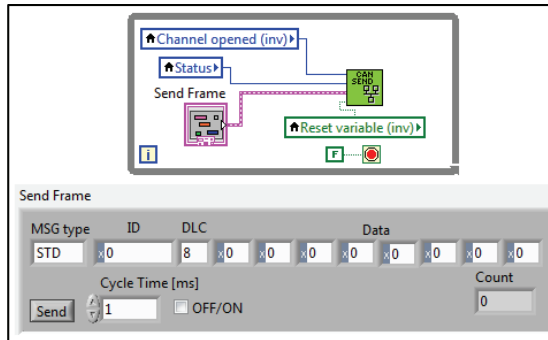 Channel opened (inv)
Status
CAN
SEND
Send Frame
Reset variable (inv)
i
F
Send Frame
MSG type ID DLC Data
STD x0 8 x0 x0 x0 x0 x0 x0 x0 x0
Cycle Time [ms] Count
Send 1 OFF/ON 0